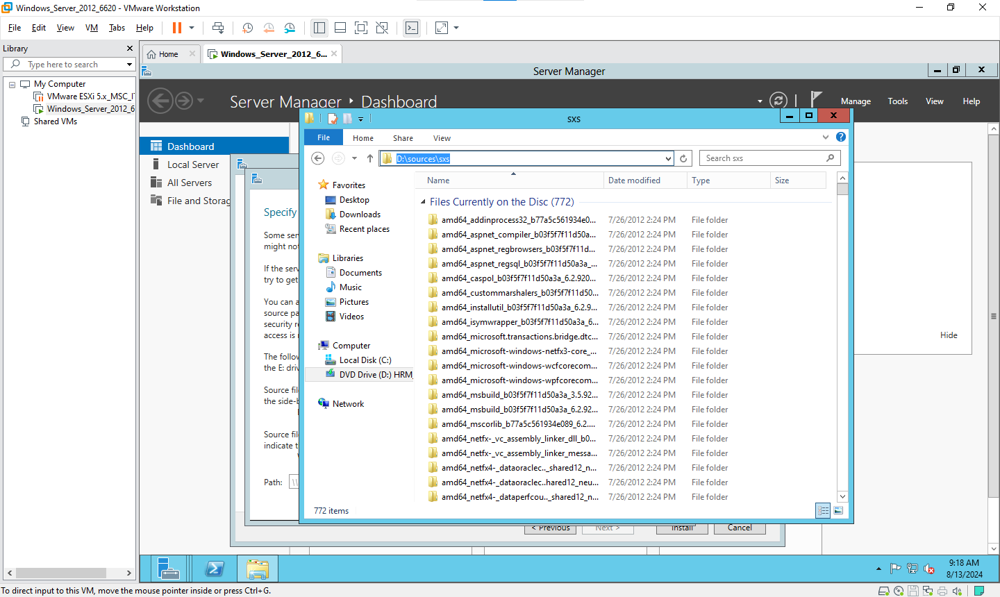 Windows_Server_2012_6620 - VMware Workstation
File Edit View VM Tabs Help
Library
Type here to search
My Computer
VMware ESXi 5.x_MSC_I
Windows_Server_2012_6
Shared VMs
Home
Windows_Server_2012_6...
Server Manager
Server Manager Dashboard
Manage Tools View Help
Dashboard
Local Server
All Servers
File and Storag
Specify
Some serv
might not
If the serv
try to get
You can a
source pa
security re
access is r
The follow
the E: driv
Source file
the side-b
Source file
indicate t
Path: \\
sxs
File Home Share View
D:\sources\sxs
Search sxs
Favorites
Desktop
Downloads
Recent places
Libraries
Documents
Music
Pictures
Videos
Computer
Local Disk (C:)
DVD Drive (D:) HRM_
Network
Name Date modified Type Size
Files Currently on the Disc (772)
amd64_addinprocess32_b77a5c561934e0... 7/26/2012 2:24 PM File folder
amd64_aspnet_compiler_b03f5f7f11d50a... 7/26/2012 2:24 PM File folder
amd64_aspnet_regbrowsers_b03f5f7f11d... 7/26/2012 2:24 PM File folder
amd64_aspnet_regsql_b03f5f7f11d50a3a_... 7/26/2012 2:24 PM File folder
amd64_caspol_b03f5f7f11d50a3a_6.2.920... 7/26/2012 2:24 PM File folder
amd64_custommarshalers_b03f5f7f11d50... 7/26/2012 2:24 PM File folder
amd64_installutil_b03f5f7f11d50a3a_6.2.9... 7/26/2012 2:24 PM File folder
amd64_isymwrapper_b03f5f7f11d50a3a_6... 7/26/2012 2:24 PM File folder
amd64_microsoft.transactions.bridge.dtc... 7/26/2012 2:24 PM File folder
amd64_microsoft-windows-netfx3-core_... 7/26/2012 2:24 PM File folder
amd64_microsoft-windows-wcfcorecom... 7/26/2012 2:24 PM File folder
amd64_microsoft-windows-wpfcorecom... 7/26/2012 2:24 PM File folder
amd64_msbuild_b03f5f7f11d50a3a_3.5.92... 7/26/2012 2:24 PM File folder
amd64_msbuild_b03f5f7f11d50a3a_6.2.92... 7/26/2012 2:24 PM File folder
amd64_mscorlib_b77a5c561934e089_6.2.... 7/26/2012 2:24 PM File folder
amd64_netfx-_vc_assembly_linker_dll_b0... 7/26/2012 2:24 PM File folder
amd64_netfx-_vc_assembly_linker_messa... 7/26/2012 2:24 PM File folder
amd64_netfx4-_dataoraclec.._shared12_n... 7/26/2012 2:24 PM File folder
amd64_netfx4-_dataoraclec..hared12_neu... 7/26/2012 2:24 PM File folder
amd64_netfx4-_dataperfcou.._shared12_n... 7/26/2012 2:24 PM File folder
772 items
Hide
< Previous Next > Install Cancel
9:18 AM
8/13/2024
To direct input to this VM, move the mouse pointer inside or press Ctrl+G.